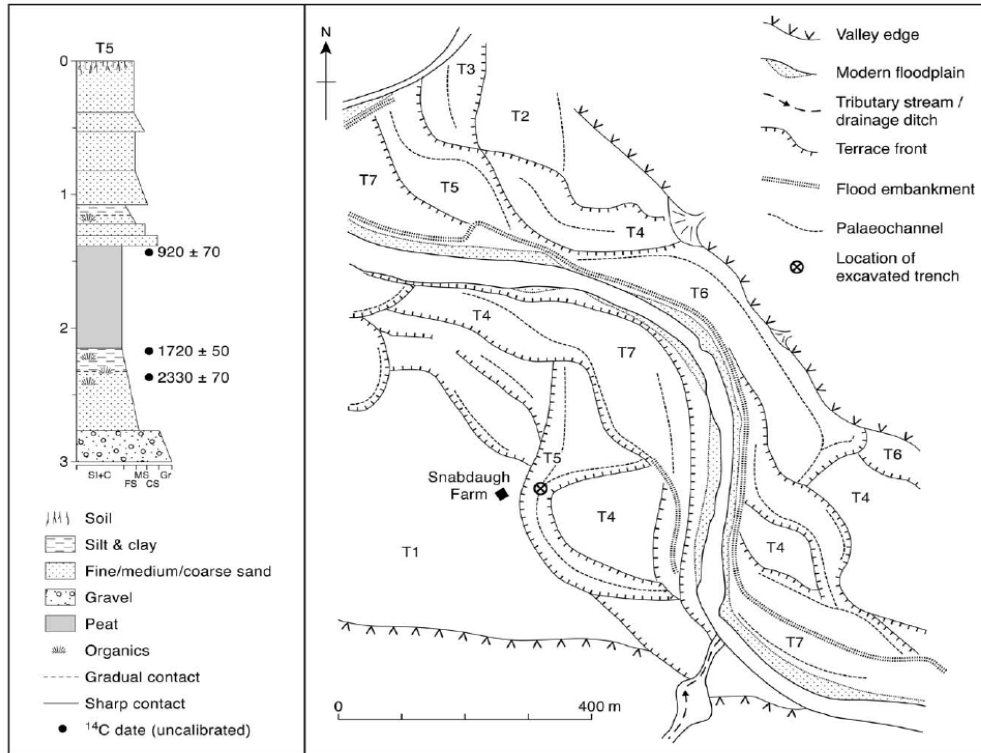 T5
0
1
2
3
920 ± 70
1720 ± 50
2330 ± 70
SI+C
FS
MS
CS
Gr
Soil
Silt & clay
Fine/medium/coarse sand
Gravel
Peat
Organics
Gradual contact
Sharp contact
14C date (uncalibrated)
N
T3
T2
T7
T5
T4
T6
T4
T7
T5
Snabdaugh
Farm
T4
T1
T6
T4
T4
T7
0
400 m
Valley edge
Modern floodplain
Tributary stream /
drainage ditch
Terrace front
Flood embankment
Palaeochannel
Location of
excavated trench